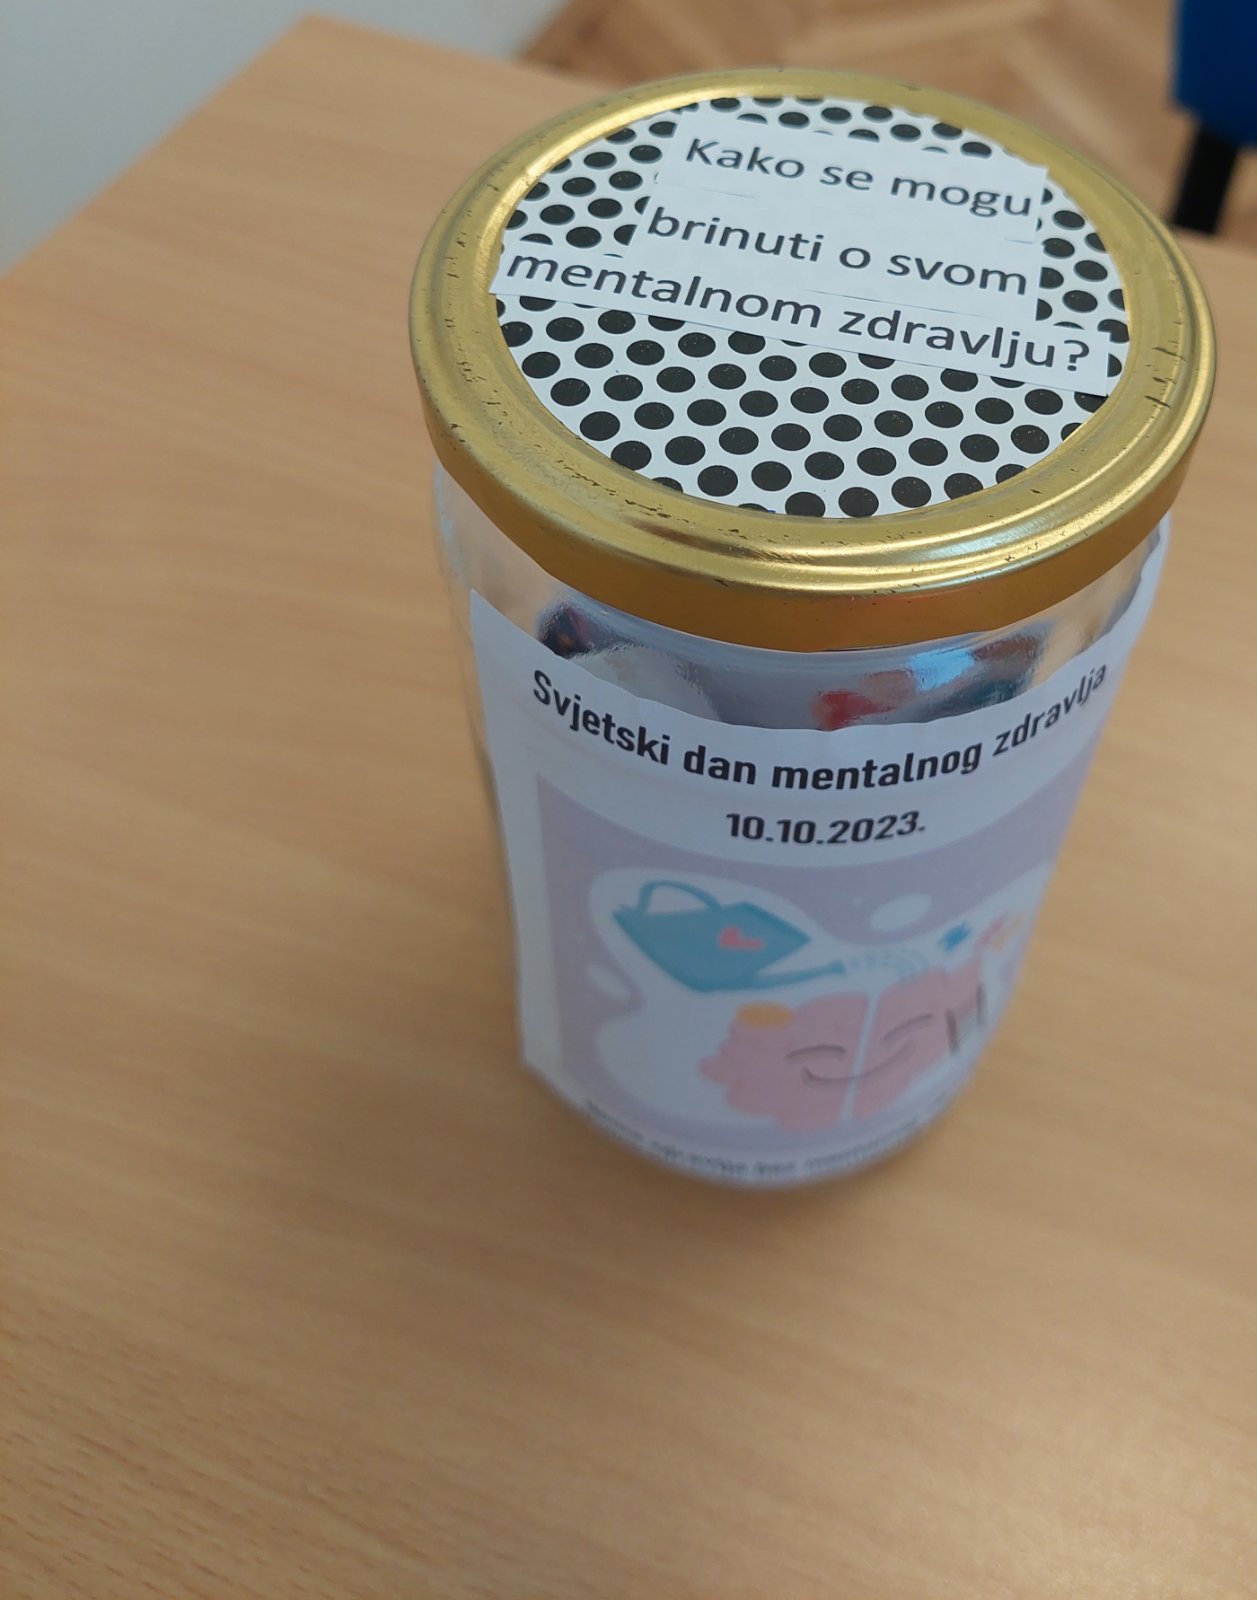 Kako se mogu
brinuti o svom
mentalnom zdravlju?
Svjetski dan mentalnog zdravlja
10.10.2023.